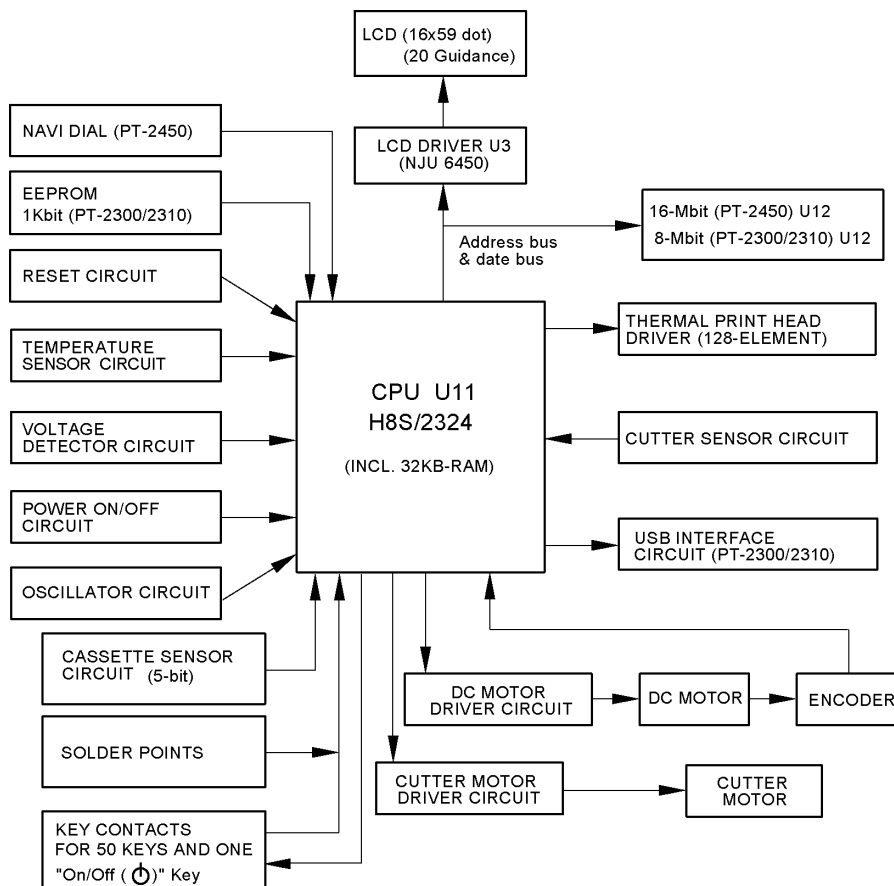 LCD (16x59 dot)
(20 Guidance)
NAVI DIAL (PT-2450)
LCD DRIVER U3
(NJU 6450)
EEPROM
1Kbit (PT-2300/2310)
16-Mbit (PT-2450) U12
8-Mbit (PT-2300/2310) U12
Address bus
& date bus
RESET CIRCUIT
THERMAL PRINT HEAD
DRIVER (128-ELEMENT)
TEMPERATURE
SENSOR CIRCUIT
CPU U11
H8S/2324
(INCL. 32KB-RAM)
VOLTAGE
DETECTOR CIRCUIT
CUTTER SENSOR CIRCUIT
POWER ON/OFF
CIRCUIT
USB INTERFACE
CIRCUIT (PT-2300/2310)
OSCILLATOR CIRCUIT
CASSETTE SENSOR
CIRCUIT (5-bit)
DC MOTOR
DRIVER CIRCUIT
DC MOTOR
ENCODER
SOLDER POINTS
CUTTER MOTOR
DRIVER CIRCUIT
CUTTER
MOTOR
KEY CONTACTS
FOR 50 KEYS AND ONE
"On/Off ( ⏻ )" Key